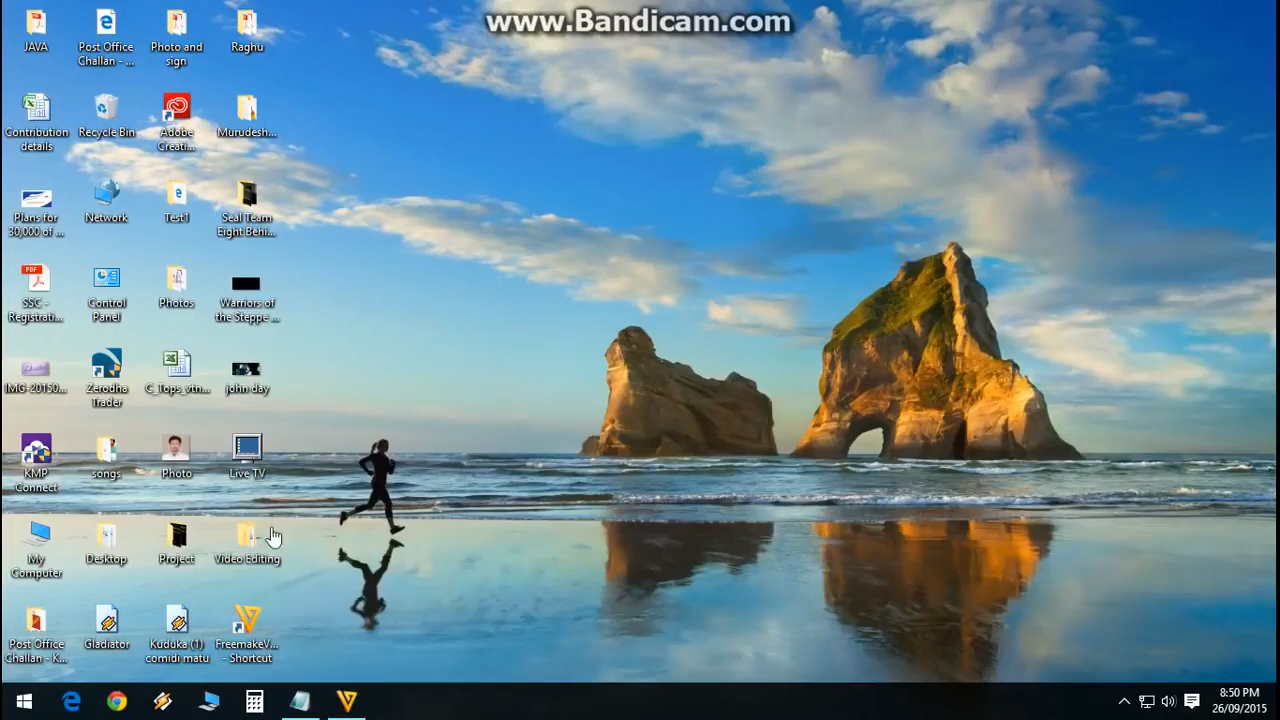 www.Bandicam.com
JAVA
Post Office
Challan - ...
Photo and
sign
Raghu
Contribution
details
Recycle Bin
Adobe
Creati...
Murudesh...
Plans for
30,000 of ...
Network
Test1
Seal Team
Eight Behi...
SSC -
Registrati...
Control
Panel
Photos
Warriors of
the Steppe ...
IMG-20150...
Zerodha
Trader
C_Tops_vtn...
john day
KMP
Connect
songs
Photo
Live TV
My
Computer
Desktop
Project
Video Editing
Post Office
Challan - K...
Gladiator
Kuduka (1)
comidi matu
FreemakeV...
- Shortcut
8:50 PM
26/09/2015